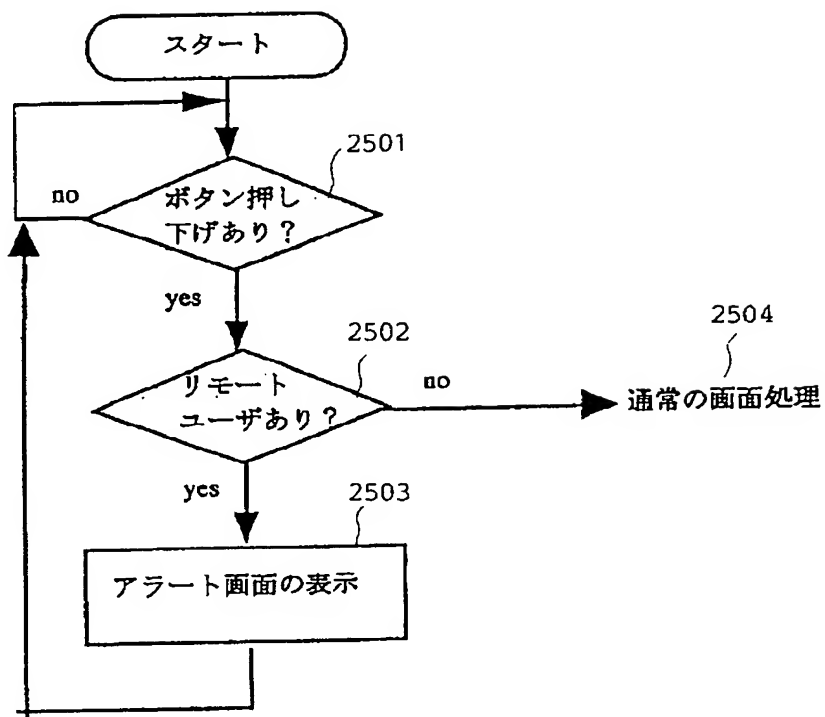 スタート
2501
no
ボタン押し
下げあり？
yes
2502
2504
リモート
ユーザあり？
no
通常の画面処理
yes
2503
アラート画面の表示